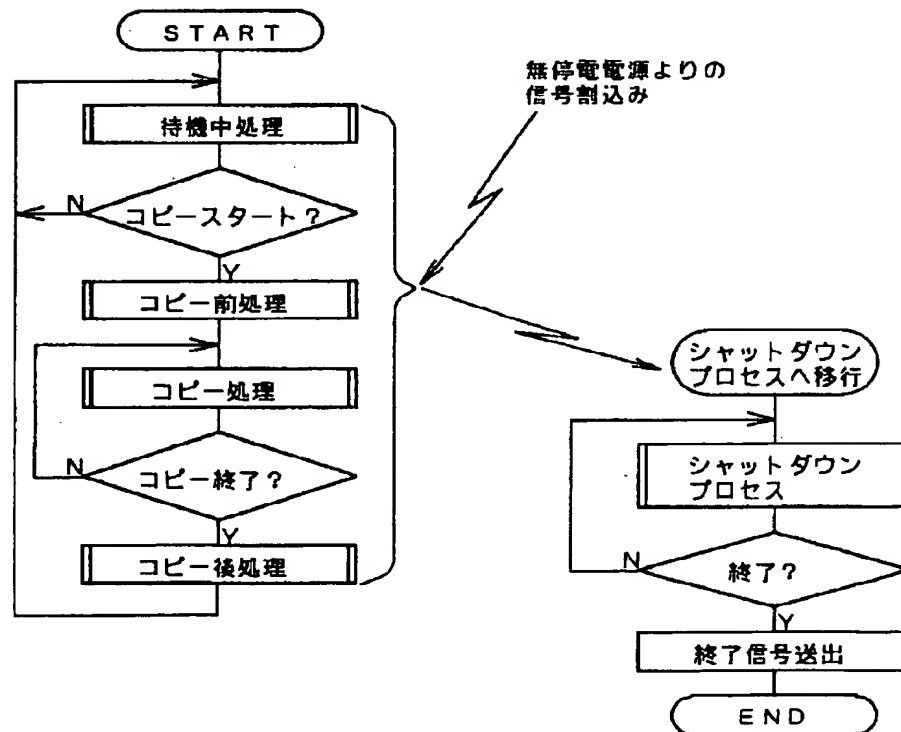 START
無停電電源よりの
信号割込み
待機中処理
コピースタート?
N
Y
コピー前処理
コピー処理
コピー終了?
N
Y
コピー後処理
シャットダウン
プロセスへ移行
シャットダウン
プロセス
終了?
N
Y
終了信号送出
END